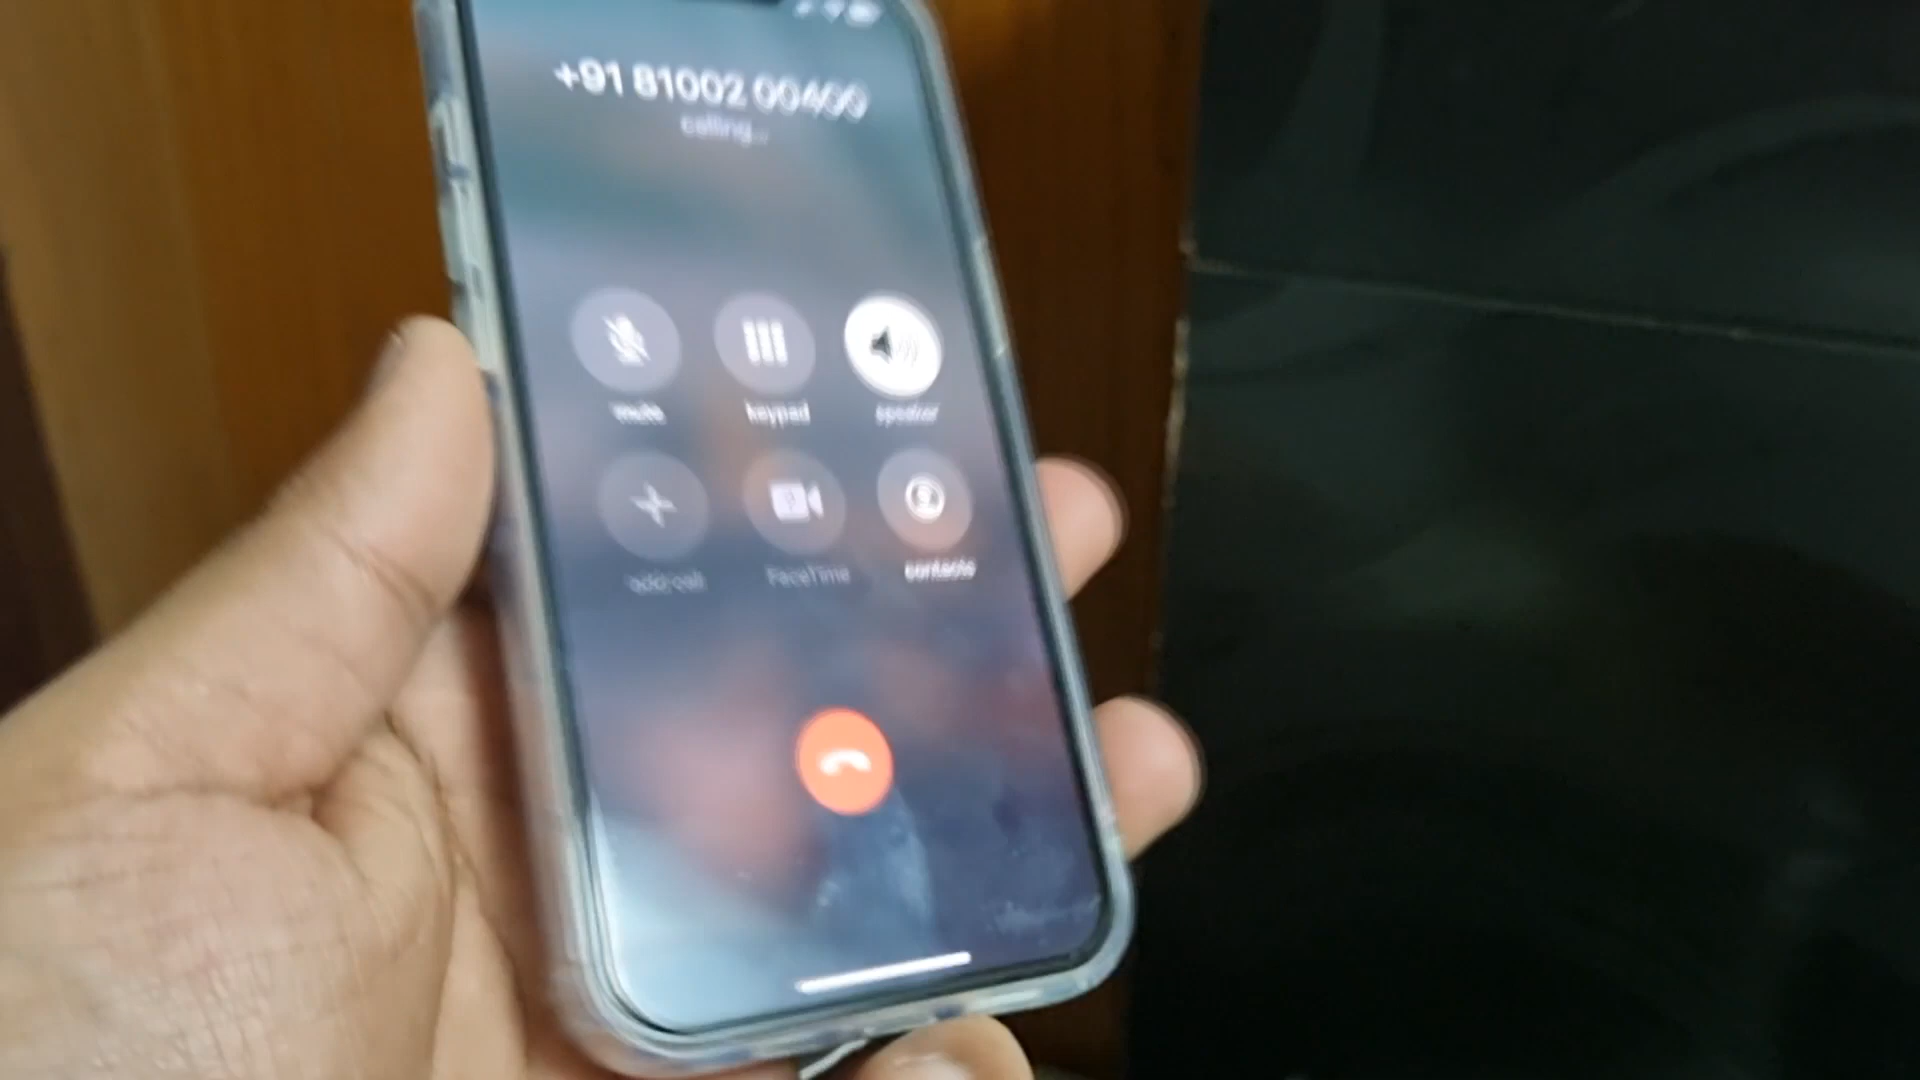 +91 81002 00400
calling...
mute keypad speaker
add call FaceTime contacts